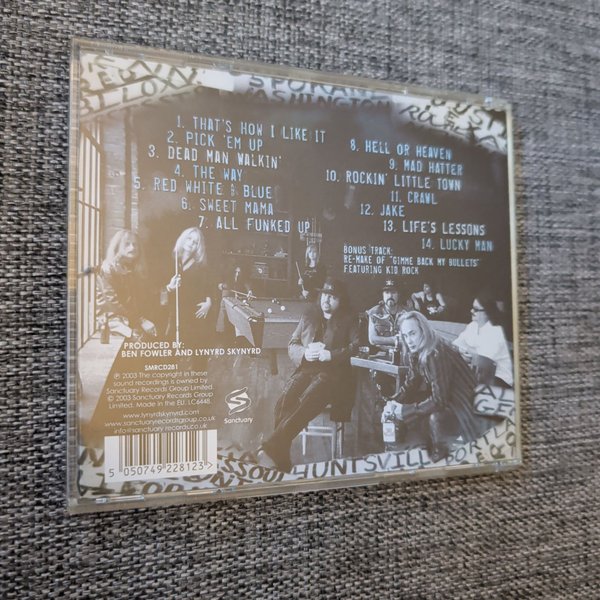 SPOKAN
WASHINGTON
1. THAT'S HOW I LIKE IT
2. PICK 'EM UP
3. DEAD MAN WALKIN'
4. THE WAY
5. RED WHITE & BLUE
6. SWEET MAMA
7. ALL FUNKED UP
8. HELL OR HEAVEN
9. MAD HATTER
10. ROCKIN' LITTLE TOWN
11. CRAWL
12. JAKE
13. LIFE'S LESSONS
14. LUCKY MAN
BONUS TRACK:
RE-MAKE OF "GIMME BACK MY BULLETS"
FEATURING KID ROCK
PRODUCED BY:
BEN FOWLER AND LYNYRD SKYNYRD
SMRCD281
℗ 2003 The copyright in these
sound recordings is owned by
Sanctuary Records Group Limited.
© 2003 Sanctuary Records Group
Limited. Made in the EU. LC6448
www.lynyrdskynyrd.com
www.sanctuaryrecordsgroup.co.uk
info@sanctuaryrecords.co.uk
Sanctuary
5 050749 228123
HUNTSVILL